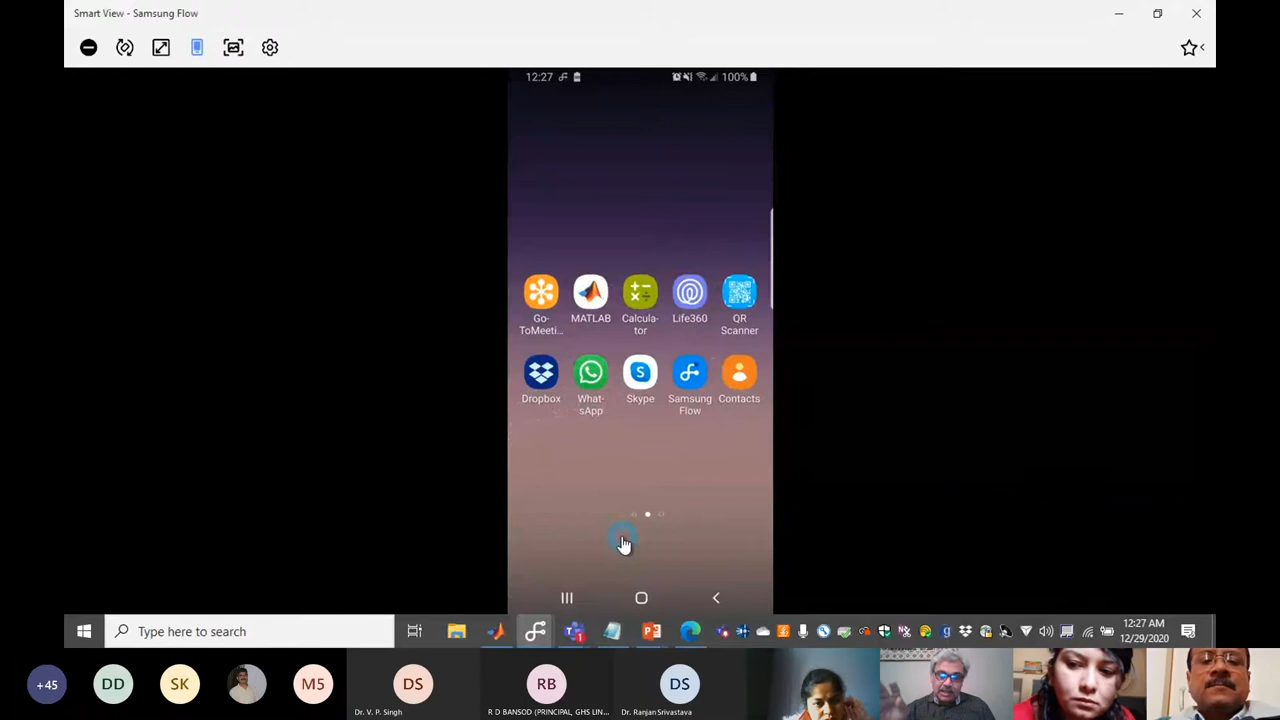 Smart View - Samsung Flow
12:27
100%
Go-
ToMeeti...
MATLAB
Calcula-
tor
Life360
QR
Scanner
Dropbox
What-
sApp
Skype
Samsung
Flow
Contacts
Type here to search
1
12:27 AM
12/29/2020
+45
DD
SK
M5
DS
RB
DS
Dr. V. P. Singh
R D BANSOD (PRINCIPAL, GHS LIN...
Dr. Ranjan Srivastava